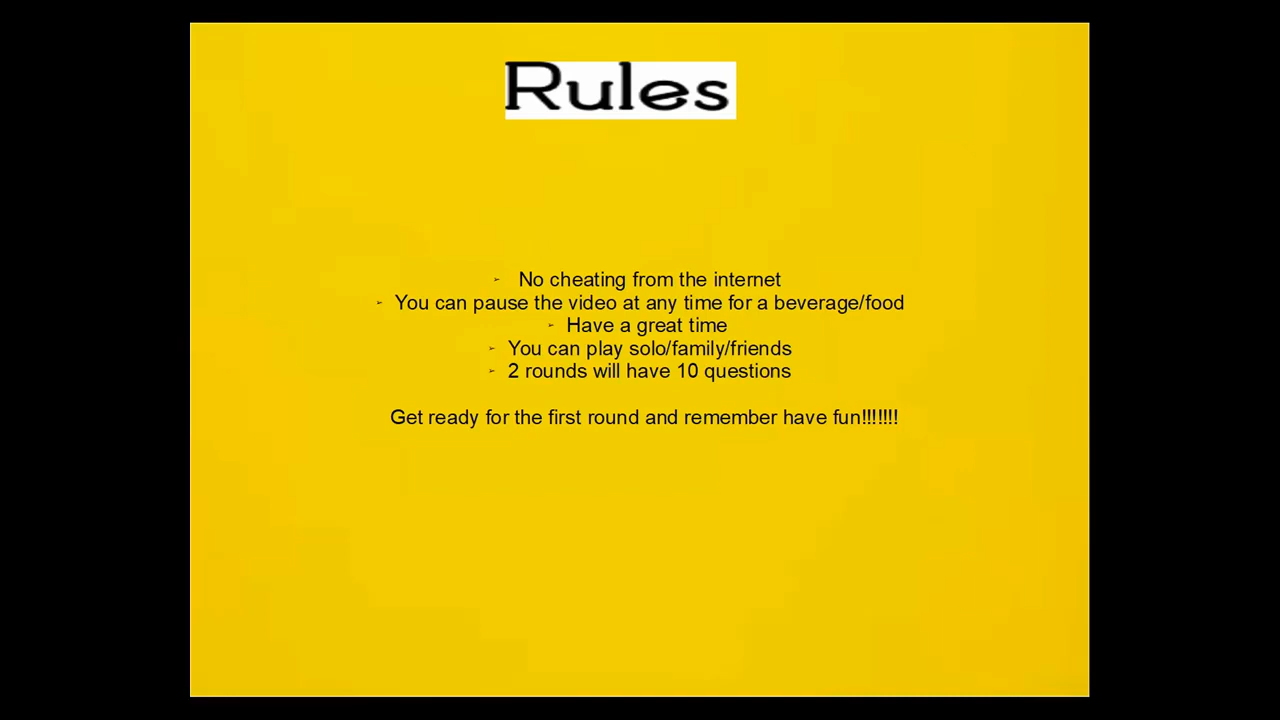 Rules
➢ No cheating from the internet
➢ You can pause the video at any time for a beverage/food
➢ Have a great time
➢ You can play solo/family/friends
➢ 2 rounds will have 10 questions
Get ready for the first round and remember have fun!!!!!!!